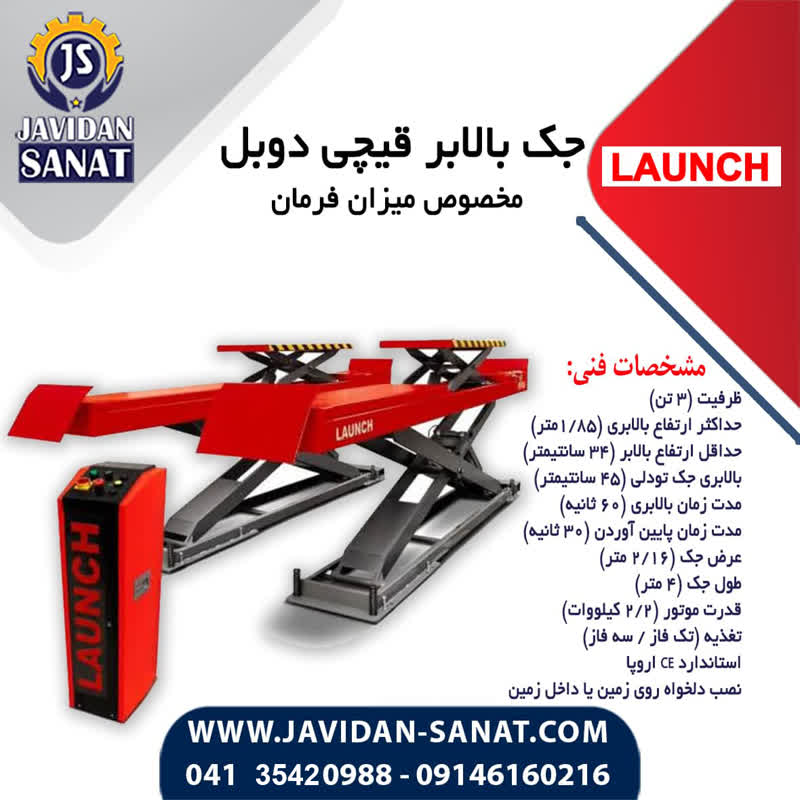 JS
JAVIDAN
SANAT
جک بالابر قیچی دوبل
مخصوص میزان فرمان
LAUNCH
LAUNCH
LAUNCH
مشخصات فنی:
ظرفیت (۳ تن)
حداکثر ارتفاع بالابری (۱/۸۵متر)
حداقل ارتفاع بالابر (۳۴ سانتیمتر)
بالابری جک تودلی (۴۵ سانتیمتر)
مدت زمان بالابری (۶۰ ثانیه)
مدت زمان پایین آوردن (۳۰ ثانیه)
عرض جک (۲/۱۶ متر)
طول جک (۴ متر)
قدرت موتور (۲/۲ کیلووات)
تغذیه (تک فاز / سه فاز)
استاندارد CE اروپا
نصب دلخواه روی زمین یا داخل زمین
WWW.JAVIDAN-SANAT.COM
041 35420988 - 09146160216